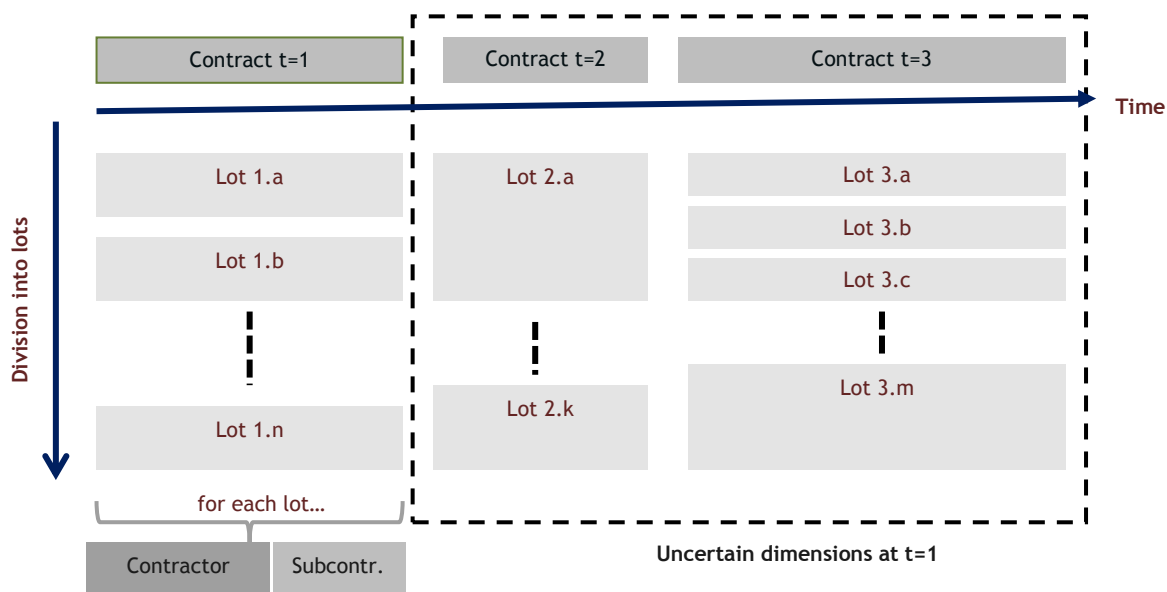 Contract t=1
Contract t=2
Contract t=3
Time
Division into lots
Lot 1.a
Lot 2.a
Lot 3.a
Lot 3.b
Lot 1.b
Lot 3.c
Lot 3.m
Lot 2.k
Lot 1.n
for each lot…
Uncertain dimensions at t=1
Contractor
Subcontr.